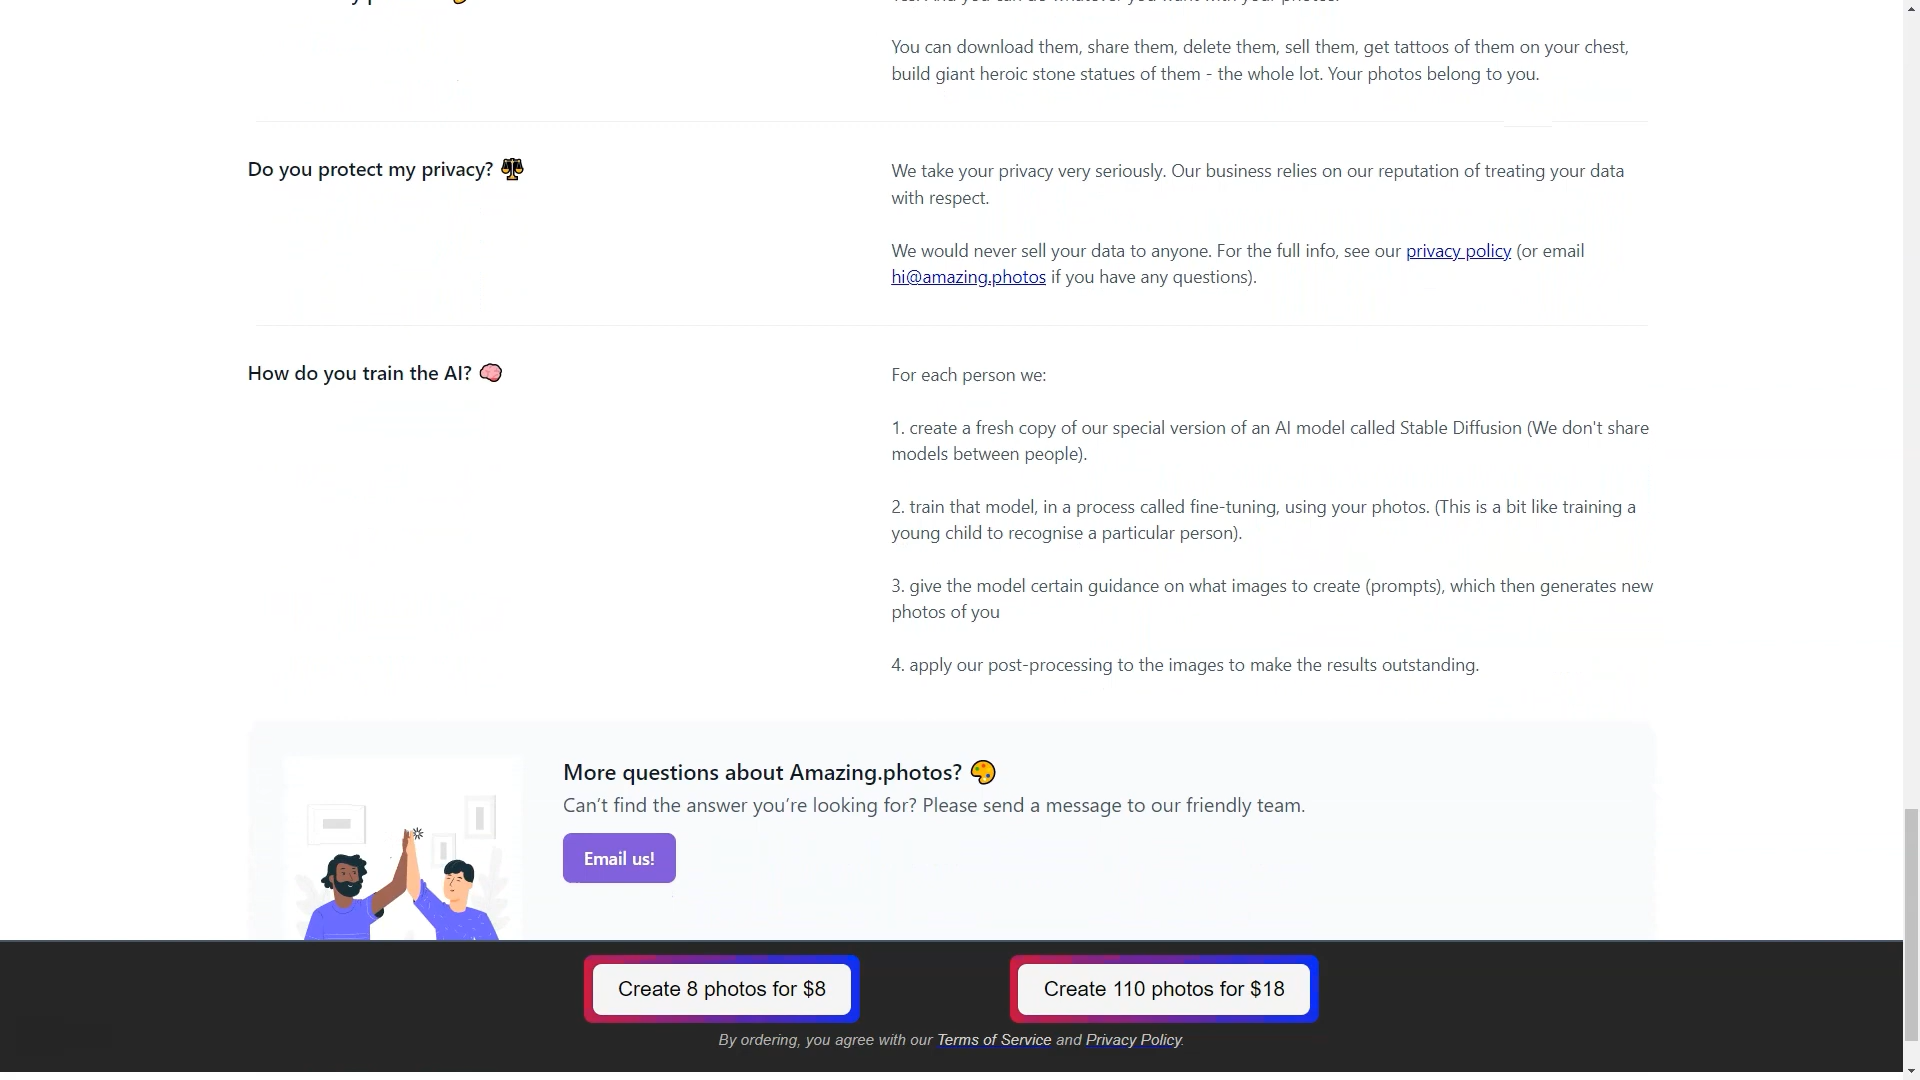 You can download them, share them, delete them, sell them, get tattoos of them on your chest,
build giant heroic stone statues of them - the whole lot. Your photos belong to you.
Do you protect my privacy?
We take your privacy very seriously. Our business relies on our reputation of treating your data
with respect.
We would never sell your data to anyone. For the full info, see our privacy policy (or email
hi@amazing.photos if you have any questions).
How do you train the AI?
For each person we:
1. create a fresh copy of our special version of an AI model called Stable Diffusion (We don't share
models between people).
2. train that model, in a process called fine-tuning, using your photos. (This is a bit like training a
young child to recognise a particular person).
3. give the model certain guidance on what images to create (prompts), which then generates new
photos of you
4. apply our post-processing to the images to make the results outstanding.
More questions about Amazing.photos?
Can’t find the answer you’re looking for? Please send a message to our friendly team.
Email us!
Create 8 photos for $8
Create 110 photos for $18
By ordering, you agree with our Terms of Service and Privacy Policy.